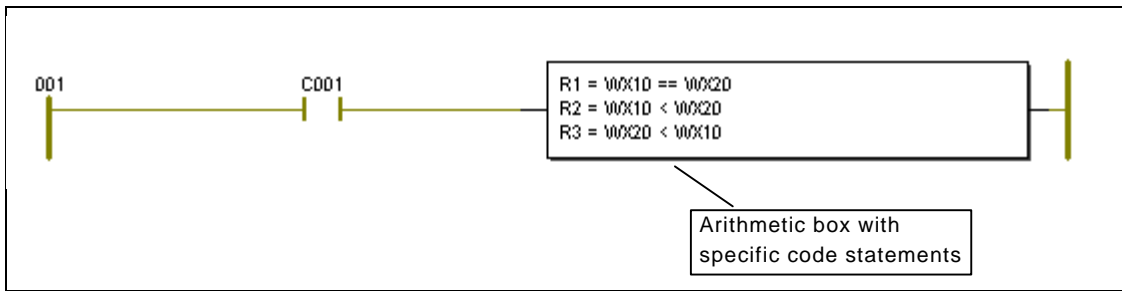 001
C001
R1 = WX10 == WX20
R2 = WX10 < WX20
R3 = WX20 < WX10
Arithmetic box with
specific code statements